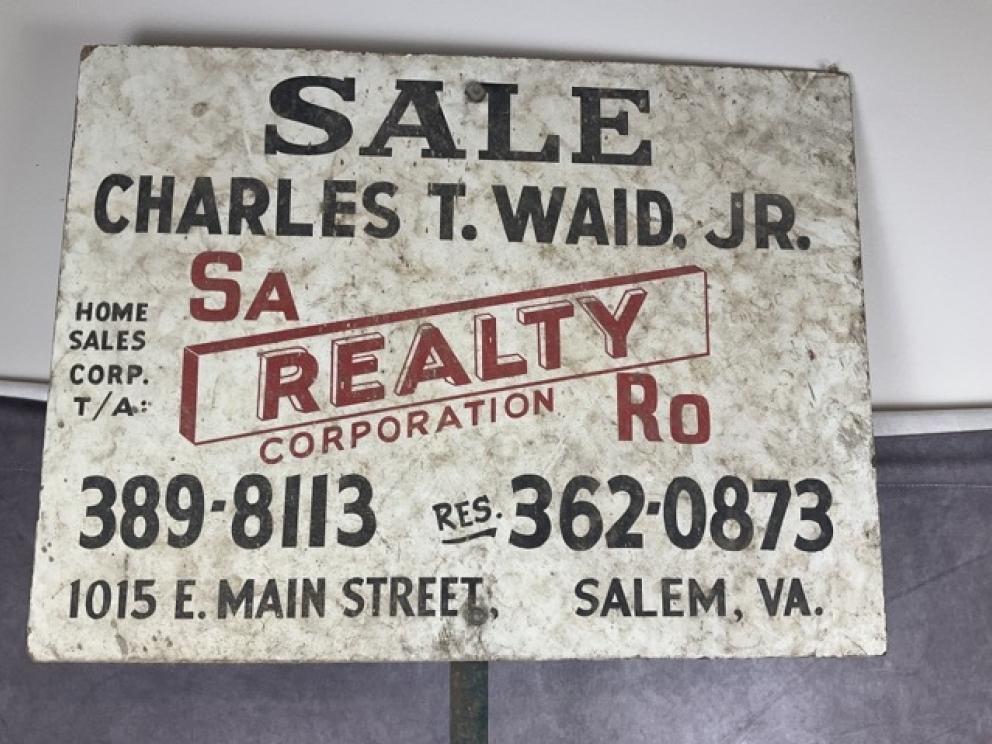 SALE
CHARLES T. WAID, JR.
SA
HOME
SALES
CORP.
T/A:
REALTY
CORPORATION
RO
389-8113 RES. 362-0873
1015 E. MAIN STREET, SALEM, VA.